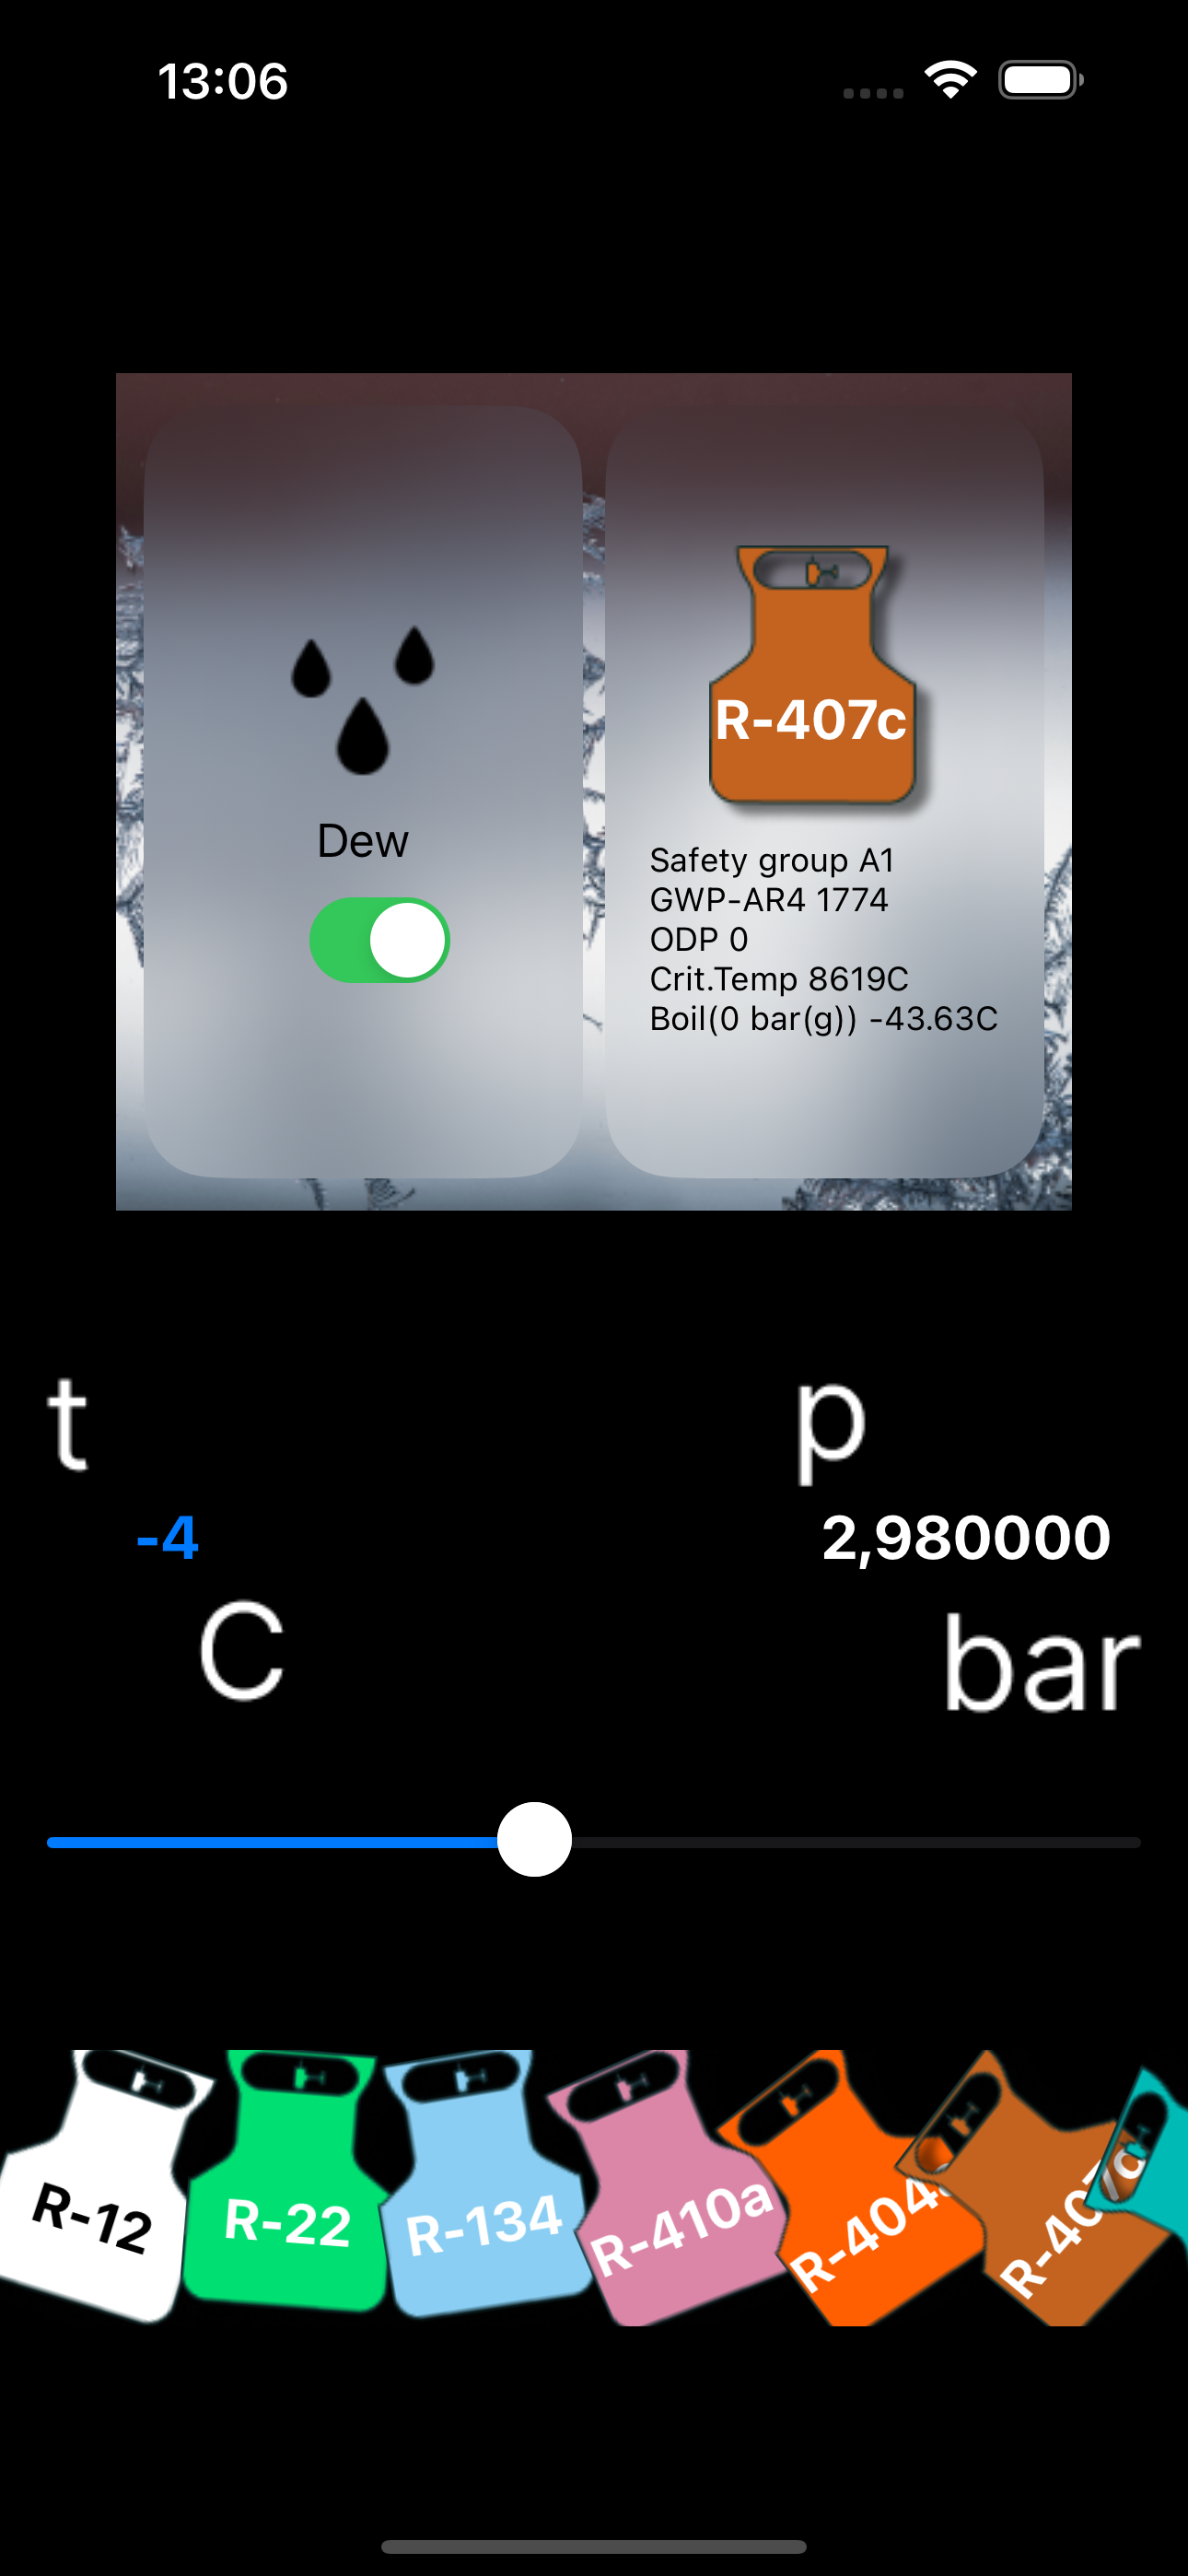 13:06
R-407c
Dew
Safety group A1
GWP-AR4 1774
ODP 0
Crit.Temp 8619C
Boil(0 bar(g)) -43.63C
t
p
-4
2,980000
C
bar
R-12
R-22
R-134
R-410a